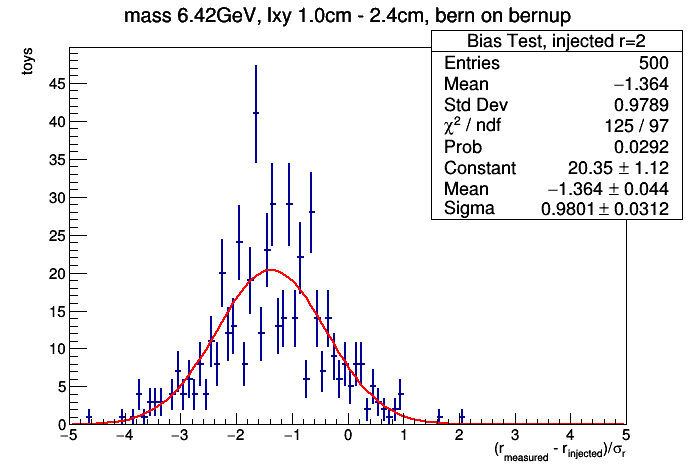 mass 6.42GeV, lxy 1.0cm - 2.4cm, bern on bernup
Bias Test, injected r=2
Entries 500
Mean −1.364
Std Dev 0.9789
χ² / ndf 125 / 97
Prob 0.0292
Constant 20.35 ± 1.12
Mean −1.364 ± 0.044
Sigma 0.9801 ± 0.0312
toys
45
40
35
30
25
20
15
10
5
0
−5 −4 −3 −2 −1 0 1 2 3 4 5
(r_measured - r_injected)/σ_r